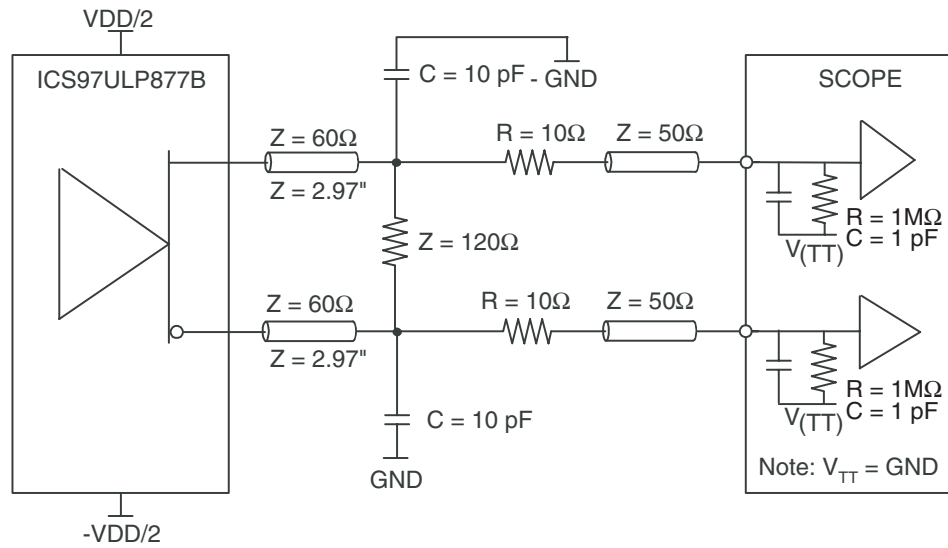 VDD/2
ICS97ULP877B
C = 10 pF
- GND
SCOPE
Z = 60Ω
R = 10Ω
Z = 50Ω
Z = 2.97"
R = 1MΩ
C = 1 pF
V(TT)
Z = 120Ω
Z = 60Ω
R = 10Ω
Z = 50Ω
Z = 2.97"
R = 1MΩ
C = 1 pF
V(TT)
C = 10 pF
GND
Note: VTT = GND
-VDD/2